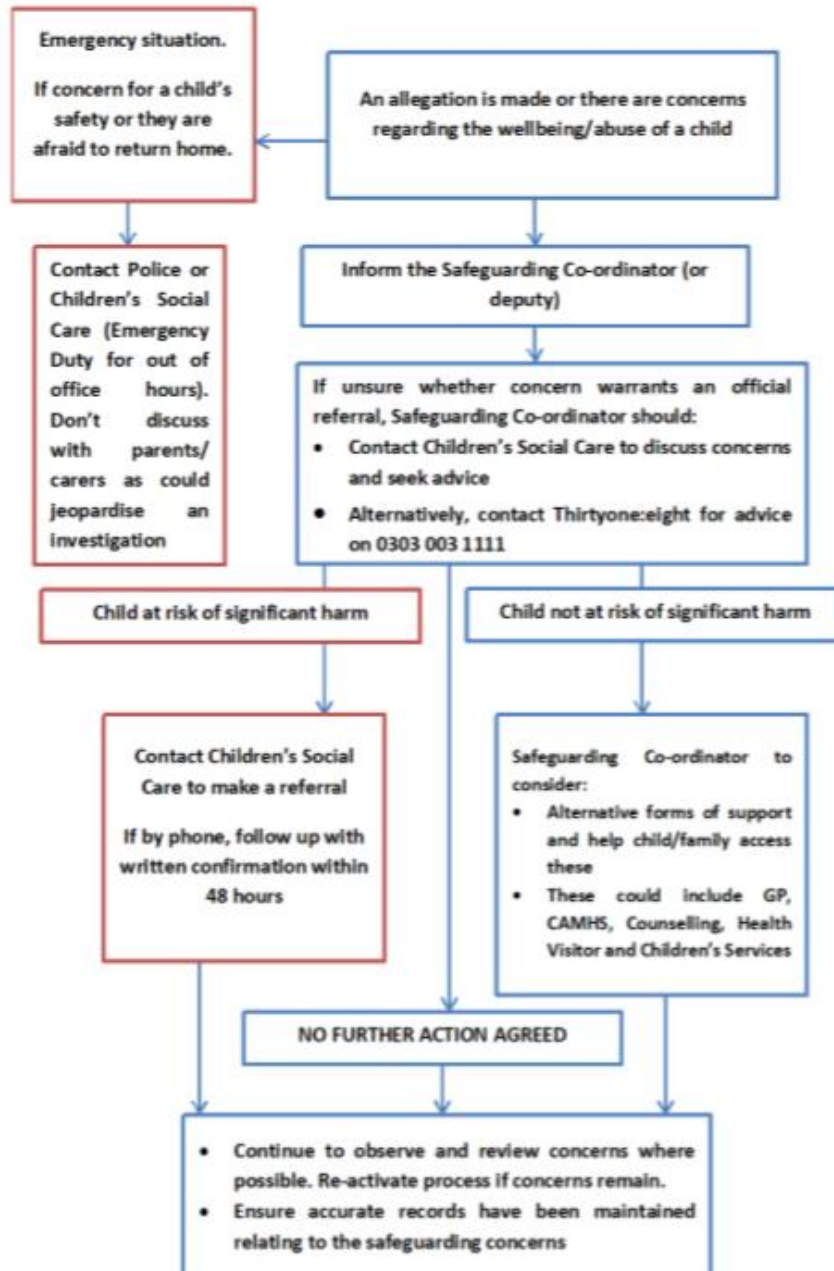 Emergency situation.
If concern for a child's
safety or they are
afraid to return home.
An allegation is made or there are concerns
regarding the wellbeing/abuse of a child
Contact Police or
Children's Social
Care (Emergency
Duty for out of
office hours).
Don't discuss
with parents/
carers as could
jeopardise an
investigation
Inform the Safeguarding Co-ordinator (or
deputy)
If unsure whether concern warrants an official
referral, Safeguarding Co-ordinator should:
• Contact Children's Social Care to discuss concerns
and seek advice
• Alternatively, contact Thirtyone:eight for advice
on 0303 003 1111
Child at risk of significant harm
Child not at risk of significant harm
Contact Children's Social
Care to make a referral
If by phone, follow up with
written confirmation within
48 hours
Safeguarding Co-ordinator to
consider:
• Alternative forms of support
and help child/family access
these
• These could include GP,
CAMHS, Counselling, Health
Visitor and Children's Services
NO FURTHER ACTION AGREED
• Continue to observe and review concerns where
possible. Re-activate process if concerns remain.
• Ensure accurate records have been maintained
relating to the safeguarding concerns